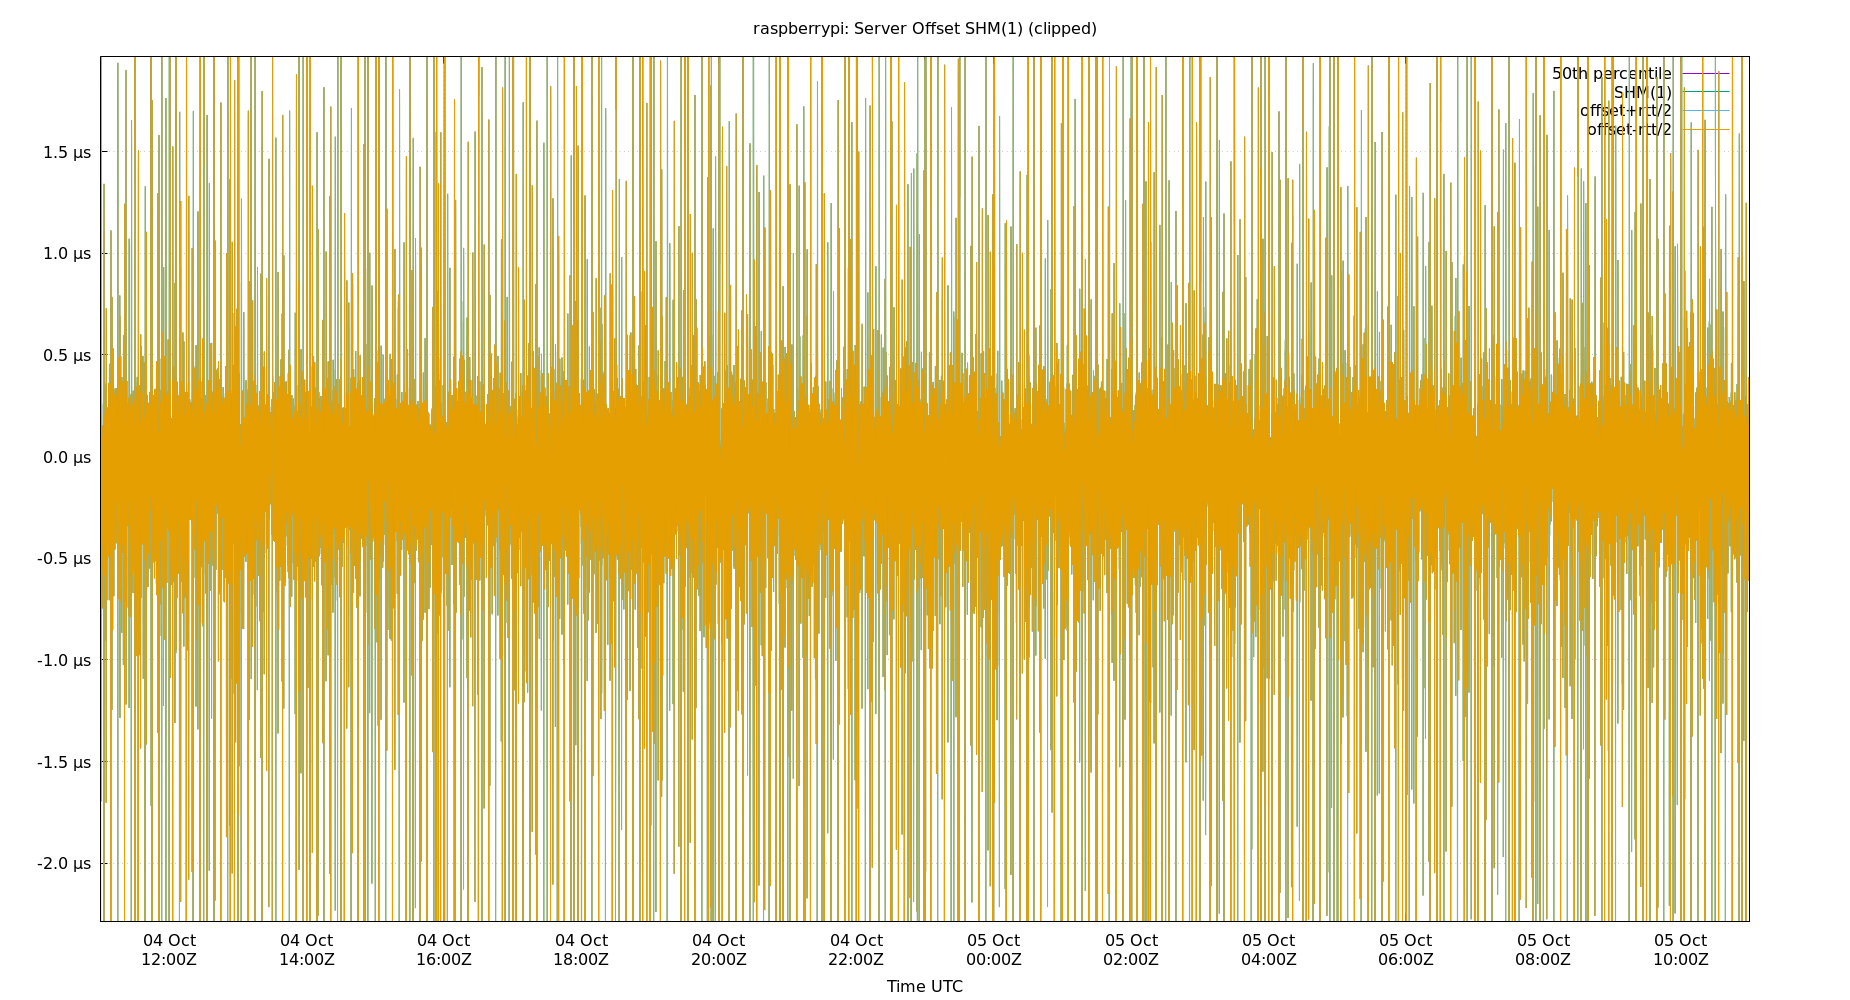 raspberrypi: Server Offset SHM(1) (clipped)
50th percentile
SHM(1)
offset+rtt/2
offset-rtt/2
1.5 µs
1.0 µs
0.5 µs
0.0 µs
-0.5 µs
-1.0 µs
-1.5 µs
-2.0 µs
04 Oct 04 Oct 04 Oct 04 Oct 04 Oct 04 Oct 05 Oct 05 Oct 05 Oct 05 Oct 05 Oct 05 Oct
12:00Z 14:00Z 16:00Z 18:00Z 20:00Z 22:00Z 00:00Z 02:00Z 04:00Z 06:00Z 08:00Z 10:00Z
Time UTC